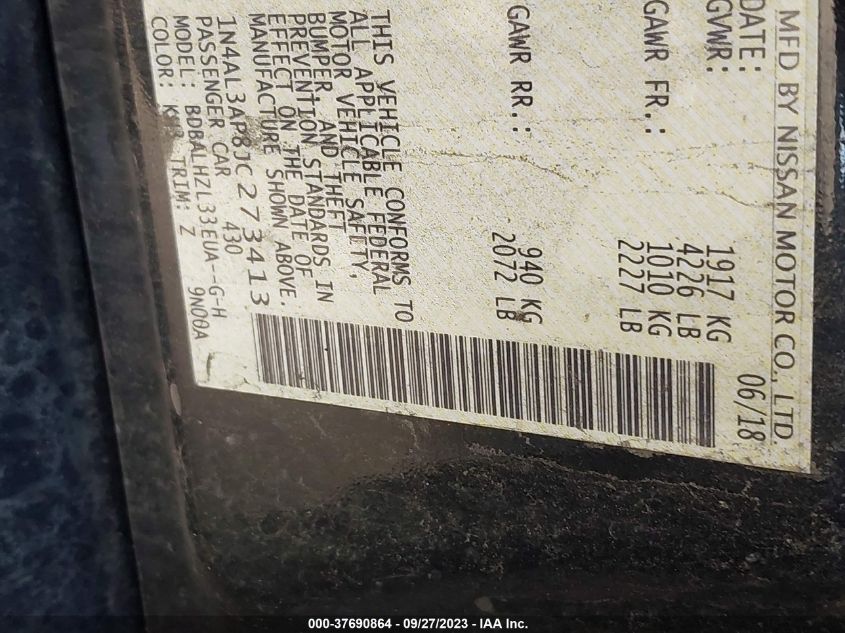 MFD BY NISSAN MOTOR CO., LTD.
DATE: 06/18
GVWR: 1917 KG
4226 LB
GAWR FR.: 1010 KG
2227 LB
GAWR RR.: 940 KG
2072 LB
THIS VEHICLE CONFORMS TO
ALL APPLICABLE FEDERAL
MOTOR VEHICLE SAFETY,
BUMPER, AND THEFT
PREVENTION STANDARDS IN
EFFECT ON THE DATE OF
MANUFACTURE SHOWN ABOVE.
1N4AL3AP8JC273413
PASSENGER CAR 430
MODEL: BDBALHZL33EUA--G-H
COLOR: TRIM: Z 9N00A
000-37690864 - 09/27/2023 - IAA Inc.